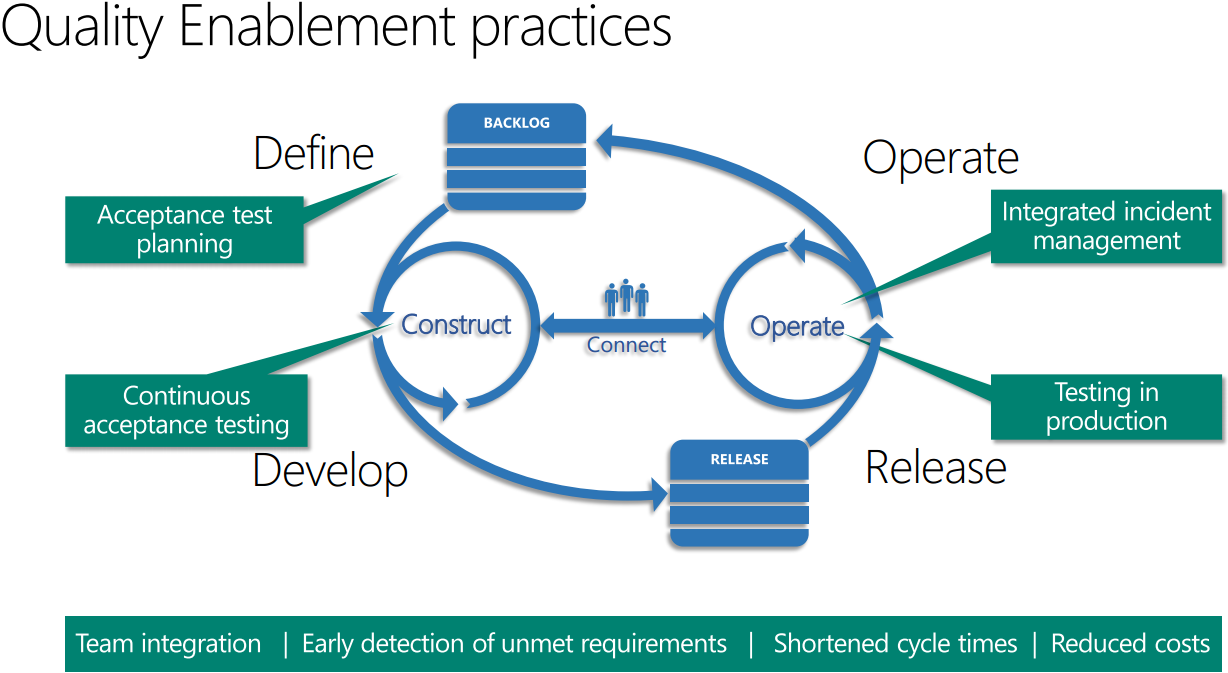 Quality Enablement practices
BACKLOG
Define
Operate
Acceptance test
planning
Integrated incident
management
Construct
Connect
Operate
Continuous
acceptance testing
Testing in
production
Develop
RELEASE
Release
Team integration | Early detection of unmet requirements | Shortened cycle times | Reduced costs